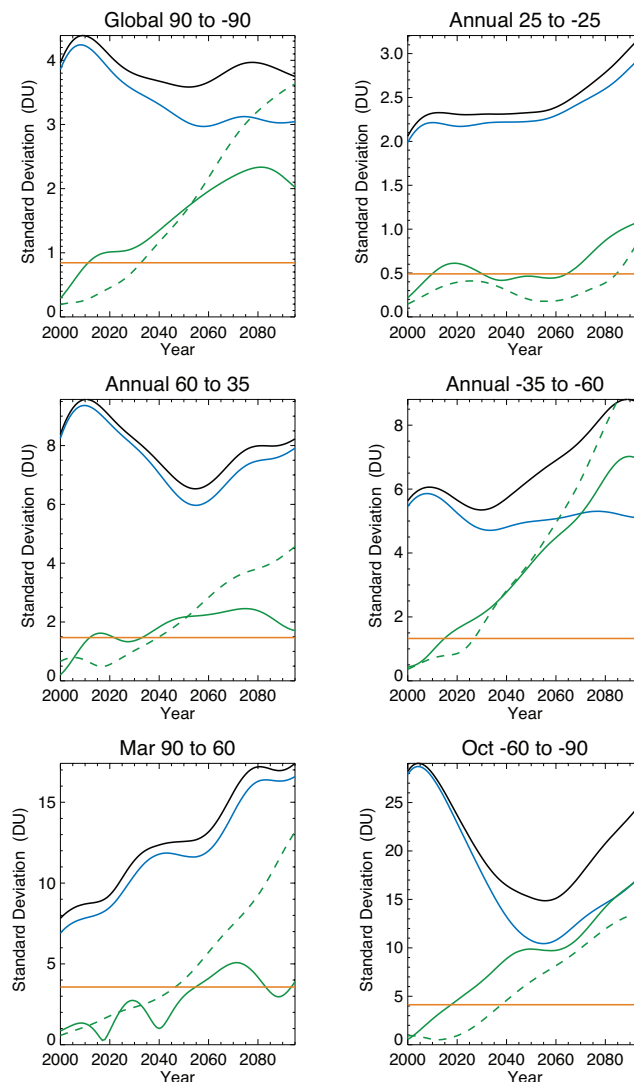 Global 90 to -90
Standard Deviation (DU)
4
3
2
1
0
2000 2020 2040 2060 2080
Year
Annual 25 to -25
Standard Deviation (DU)
3.0
2.5
2.0
1.5
1.0
0.5
0.0
2000 2020 2040 2060 2080
Year
Annual 60 to 35
Standard Deviation (DU)
8
6
4
2
0
2000 2020 2040 2060 2080
Year
Annual -35 to -60
Standard Deviation (DU)
8
6
4
2
0
2000 2020 2040 2060 2080
Year
Mar 90 to 60
Standard Deviation (DU)
15
10
5
0
2000 2020 2040 2060 2080
Year
Oct -60 to -90
Standard Deviation (DU)
25
20
15
10
5
0
2000 2020 2040 2060 2080
Year